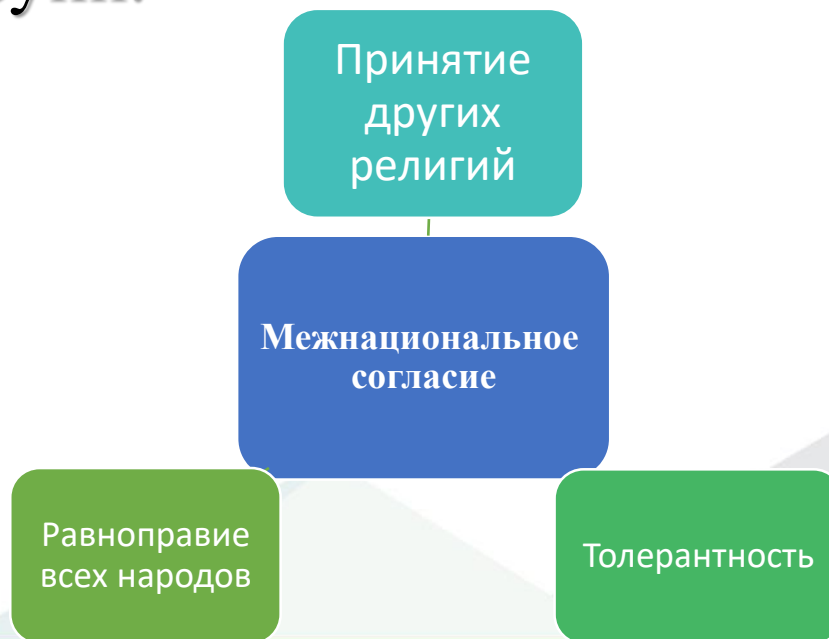 Принятие
других
религий
Межнациональное
согласие
Равноправие
всех народов
Толерантность